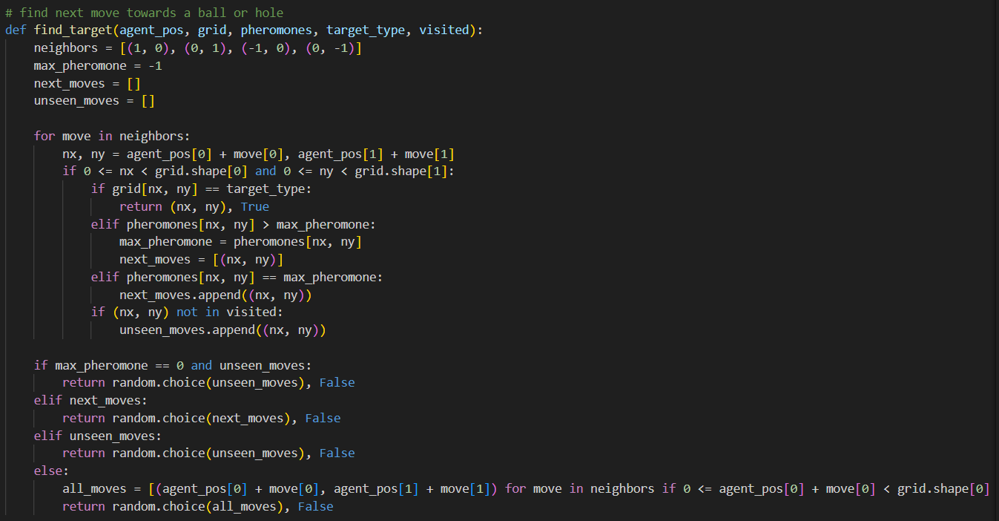 # find next move towards a ball or hole
def find_target(agent_pos, grid, pheromones, target_type, visited):
    neighbors = [(1, 0), (0, 1), (-1, 0), (0, -1)]
    max_pheromone = -1
    next_moves = []
    unseen_moves = []

    for move in neighbors:
        nx, ny = agent_pos[0] + move[0], agent_pos[1] + move[1]
        if 0 <= nx < grid.shape[0] and 0 <= ny < grid.shape[1]:
            if grid[nx, ny] == target_type:
                return (nx, ny), True
            elif pheromones[nx, ny] > max_pheromone:
                max_pheromone = pheromones[nx, ny]
                next_moves = [(nx, ny)]
            elif pheromones[nx, ny] == max_pheromone:
                next_moves.append((nx, ny))
            if (nx, ny) not in visited:
                unseen_moves.append((nx, ny))

    if max_pheromone == 0 and unseen_moves:
        return random.choice(unseen_moves), False
    elif next_moves:
        return random.choice(next_moves), False
    elif unseen_moves:
        return random.choice(unseen_moves), False
    else:
        all_moves = [(agent_pos[0] + move[0], agent_pos[1] + move[1]) for move in neighbors if 0 <= agent_pos[0] + move[0] < grid.shape[0]
        return random.choice(all_moves), False